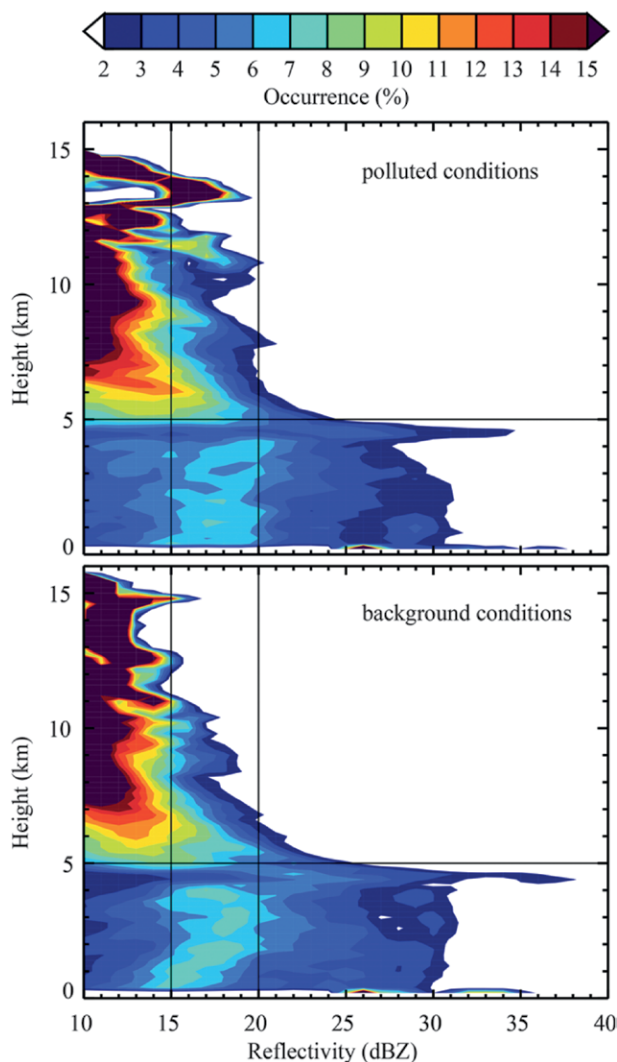 2 3 4 5 6 7 8 9 10 11 12 13 14 15
Occurrence (%)
15
polluted conditions
10
Height (km)
5
0
15
background conditions
10
Height (km)
5
0
10 15 20 25 30 35 40
Reflectivity (dBZ)